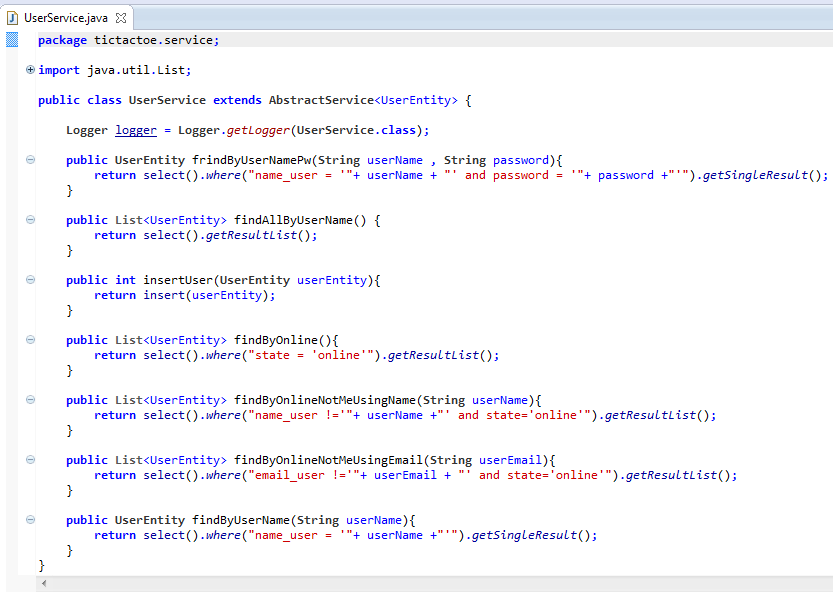 UserService.java
package tictactoe.service;
import java.util.List;
public class UserService extends AbstractService<UserEntity> {
Logger logger = Logger.getLogger(UserService.class);
public UserEntity frindByUserNamePw(String userName , String password){
return select().where("name_user = '"+ userName + "' and password = '"+ password +"'").getSingleResult();
}
public List<UserEntity> findAllByUserName() {
return select().getResultList();
}
public int insertUser(UserEntity userEntity){
return insert(userEntity);
}
public List<UserEntity> findByOnline(){
return select().where("state = 'online'").getResultList();
}
public List<UserEntity> findByOnlineNotMeUsingName(String userName){
return select().where("name_user !='"+ userName +"' and state='online'").getResultList();
}
public List<UserEntity> findByOnlineNotMeUsingEmail(String userEmail){
return select().where("email_user !='"+ userEmail + "' and state='online'").getResultList();
}
public UserEntity findByUserName(String userName){
return select().where("name_user = '"+ userName +"'").getSingleResult();
}
}